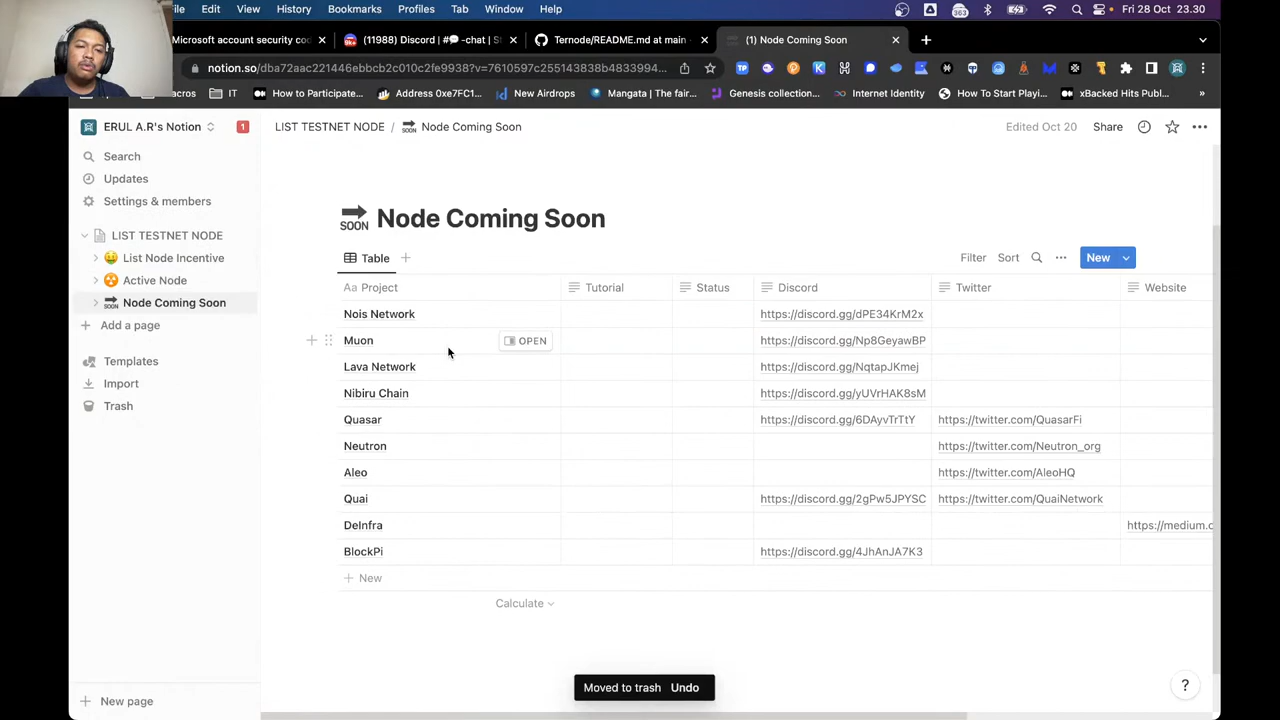 File Edit View History Bookmarks Profiles Tab Window Help 363 Fri 28 Oct 23.30
Microsoft account security co
(11988) Discord | #💬-chat | S
Ternode/README.md at main -
(1) Node Coming Soon
notion.so/dba72aac221446ebbcb2c010c2fe9938?v=7610597c255143838b4833994...
IT
How to Participate...
Address 0xe7FC1...
New Airdrops
Mangata | The fair...
Genesis collection...
Internet Identity
How To Start Playi...
xBacked Hits Publ...
»
ERUL A.R's Notion 1
LIST TESTNET NODE / Node Coming Soon
Edited Oct 20 Share
Search
Updates
Settings & members
LIST TESTNET NODE
List Node Incentive
Active Node
SOON Node Coming Soon
Add a page
Templates
Import
Trash
New page
SOON Node Coming Soon
Table Filter Sort New
Aa Project Tutorial Status Discord Twitter Website
Nois Network https://discord.gg/dPE34KrM2x
Muon OPEN https://discord.gg/Np8GeyawBP
Lava Network https://discord.gg/NqtapJKmej
Nibiru Chain https://discord.gg/yUVrHAK8sM
Quasar https://discord.gg/6DAyvTrTtY https://twitter.com/QuasarFi
Neutron https://twitter.com/Neutron_org
Aleo https://twitter.com/AleoHQ
Quai https://discord.gg/2gPw5JPYSC https://twitter.com/QuaiNetwork
DeInfra https://medium.c
BlockPi https://discord.gg/4JhAnJA7K3
New
Calculate
Moved to trash Undo
?